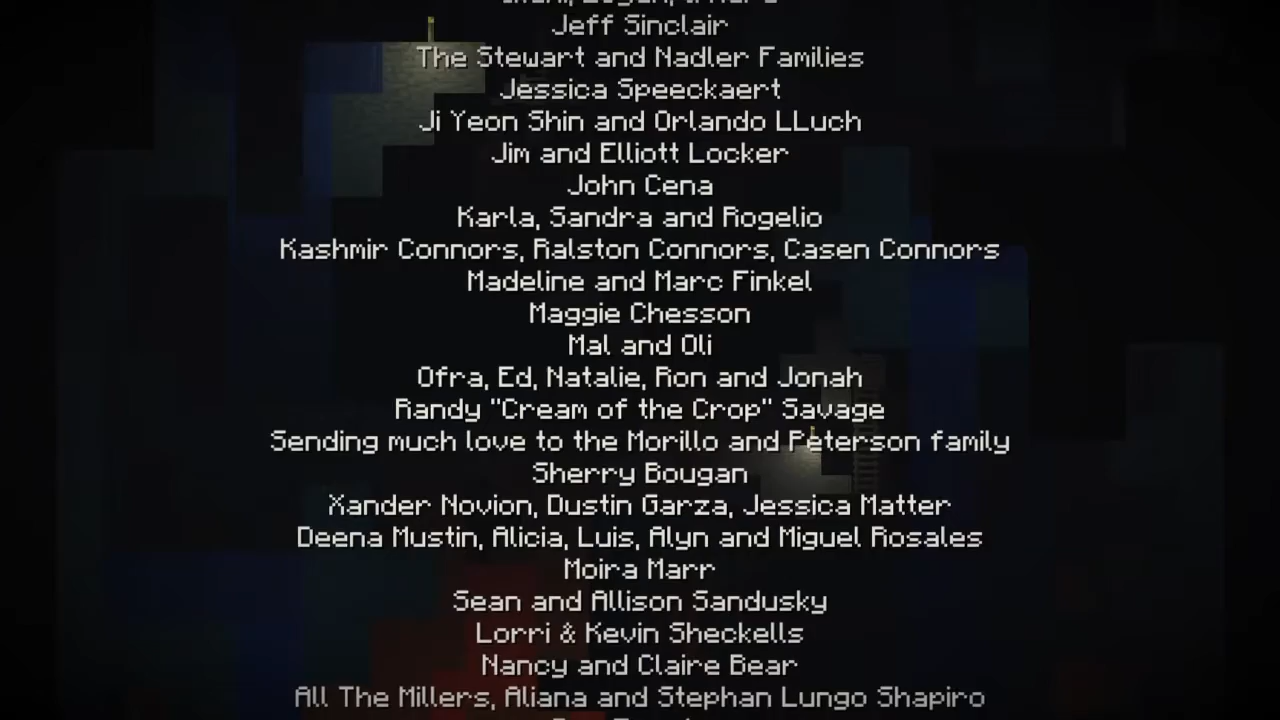 Jeff Sinclair
The Stewart and Nadler Families
Jessica Speeckaert
Ji Yeon Shin and Orlando LLuch
Jim and Elliott Locker
John Cena
Karla, Sandra and Rogelio
Kashmir Connors, Ralston Connors, Casen Connors
Madeline and Marc Finkel
Maggie Chesson
Mal and Oli
Ofra, Ed, Natalie, Ron and Jonah
Randy "Cream of the Crop" Savage
Sending much love to the Morillo and Peterson family
Sherry Bougan
Xander Novion, Dustin Garza, Jessica Matter
Deena Mustin, Alicia, Luis, Alyn and Miguel Rosales
Moira Marr
Sean and Allison Sandusky
Lorri & Kevin Sheckells
Nancy and Claire Bear
All The Millers, Aliana and Stephan Lungo Shapiro